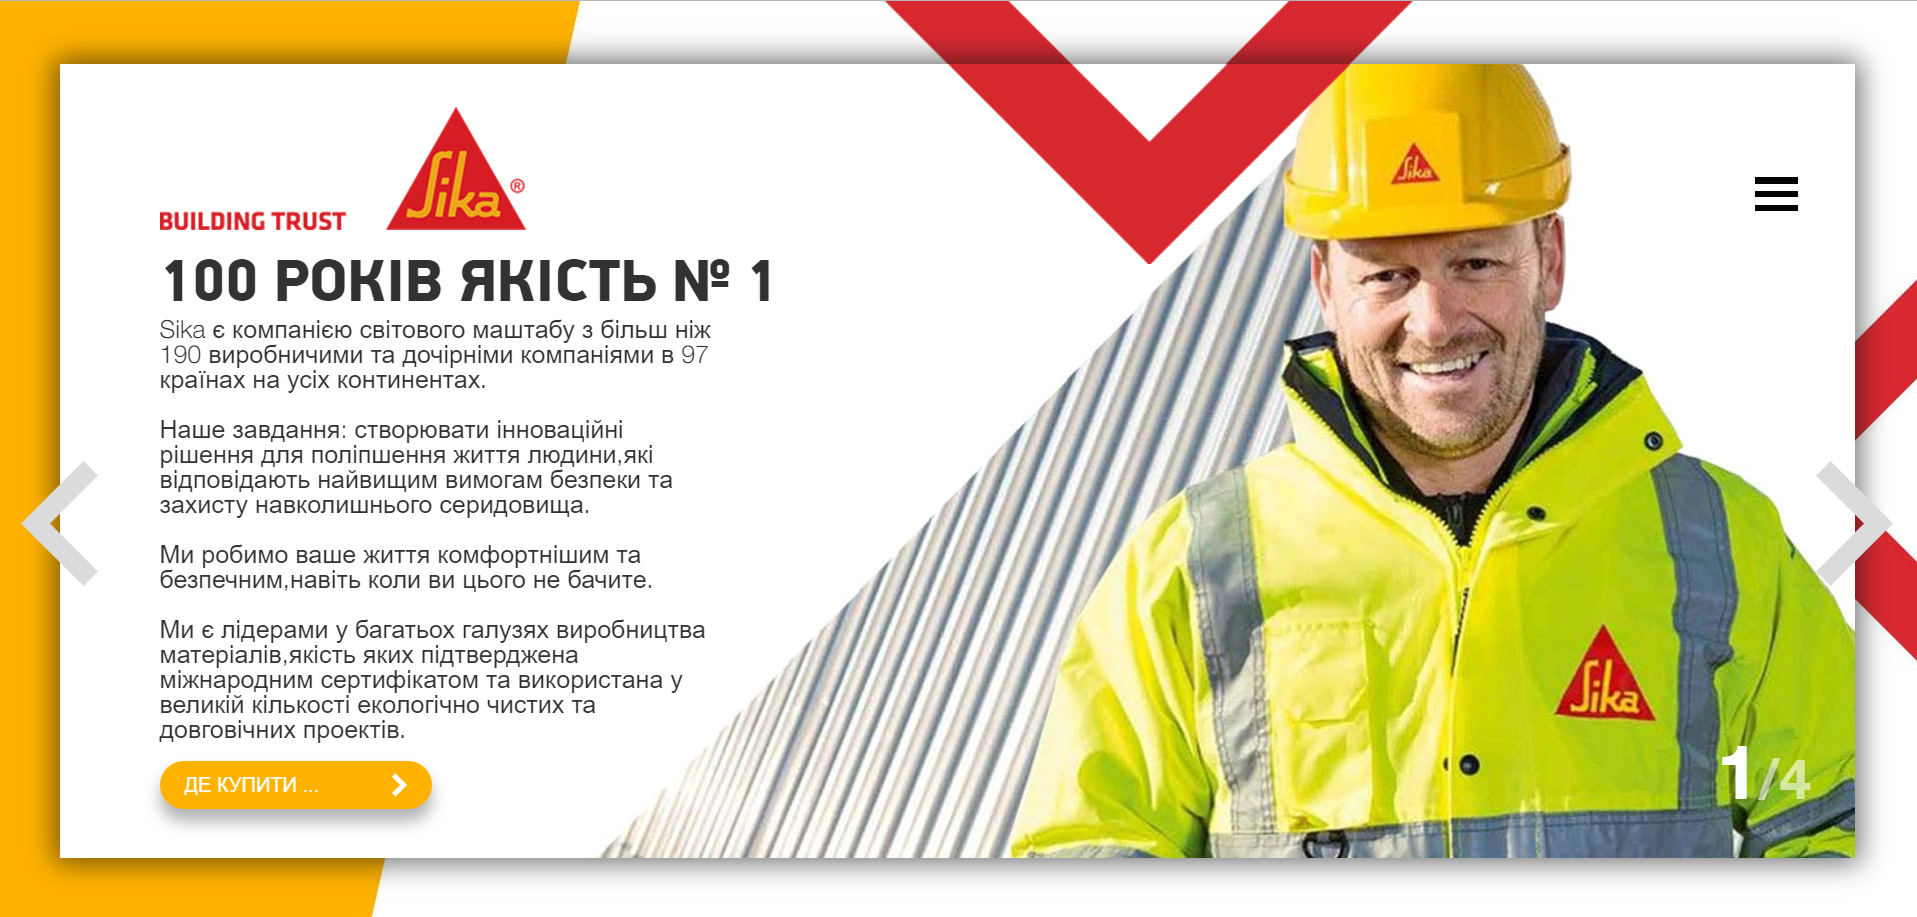 Sika®
BUILDING TRUST
100 РОКІВ ЯКІСТЬ № 1
Sika є компанією світового маштабу з більш ніж
190 виробничими та дочірніми компаніями в 97
країнах на усіх континентах.
Наше завдання: створювати інноваційні
рішення для поліпшення життя людини,які
відповідають найвищим вимогам безпеки та
захисту навколишнього серидовища.
Ми робимо ваше життя комфортнішим та
безпечним,навіть коли ви цього не бачите.
Ми є лідерами у багатьох галузях виробництва
матеріалів,якість яких підтверджена
міжнародним сертифікатом та використана у
великій кількості екологічно чистих та
довговічних проектів.
ДЕ КУПИТИ ...
Sika
Sika
1/4